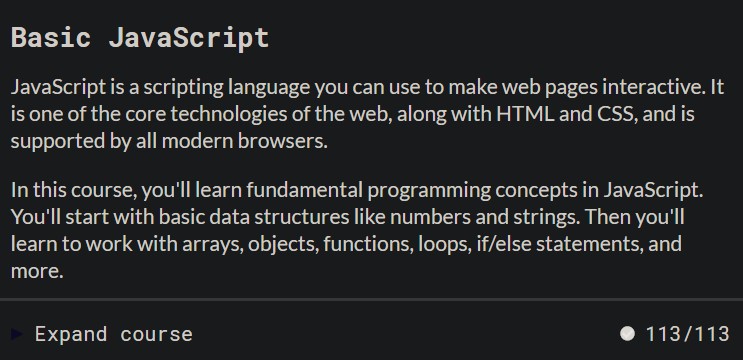 Basic JavaScript
JavaScript is a scripting language you can use to make web pages interactive. It
is one of the core technologies of the web, along with HTML and CSS, and is
supported by all modern browsers.
In this course, you'll learn fundamental programming concepts in JavaScript.
You'll start with basic data structures like numbers and strings. Then you'll
learn to work with arrays, objects, functions, loops, if/else statements, and
more.
Expand course 113/113